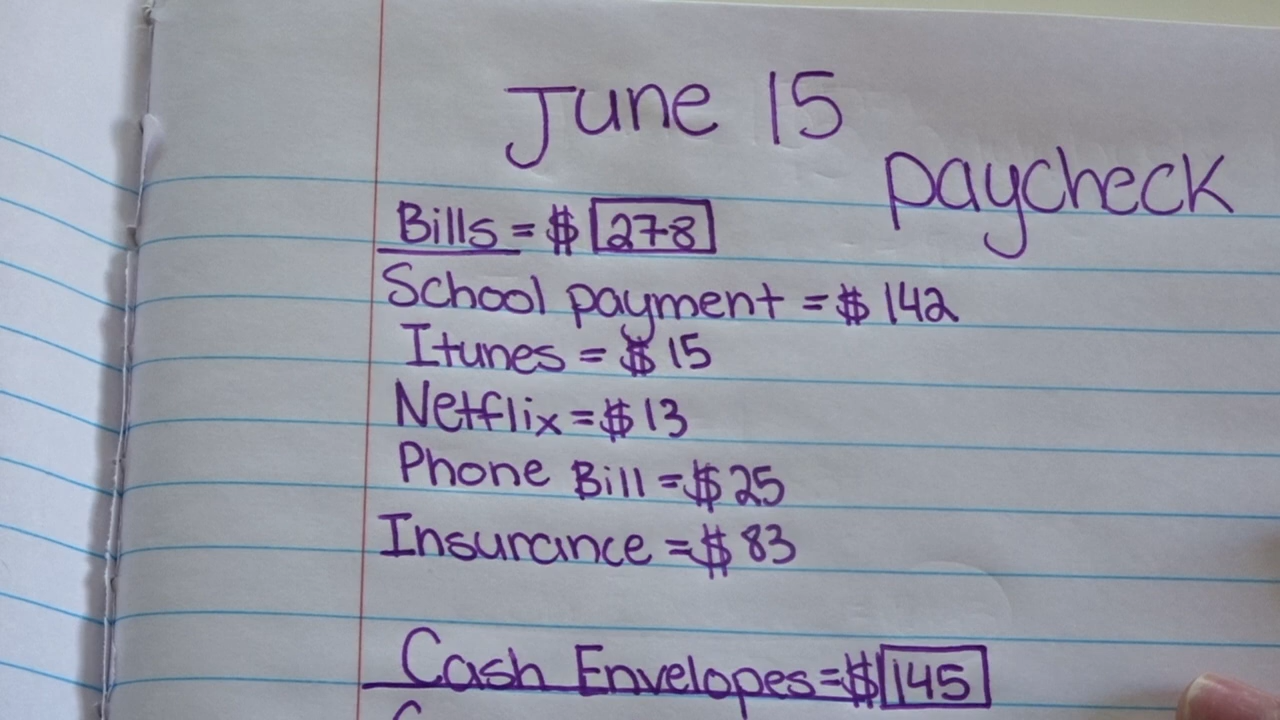 June 15
paycheck
Bills = $ 278
School payment = $ 142
Itunes = $ 15
Netflix = $ 13
Phone Bill = $ 25
Insurance = $ 83
Cash Envelopes = $ 145